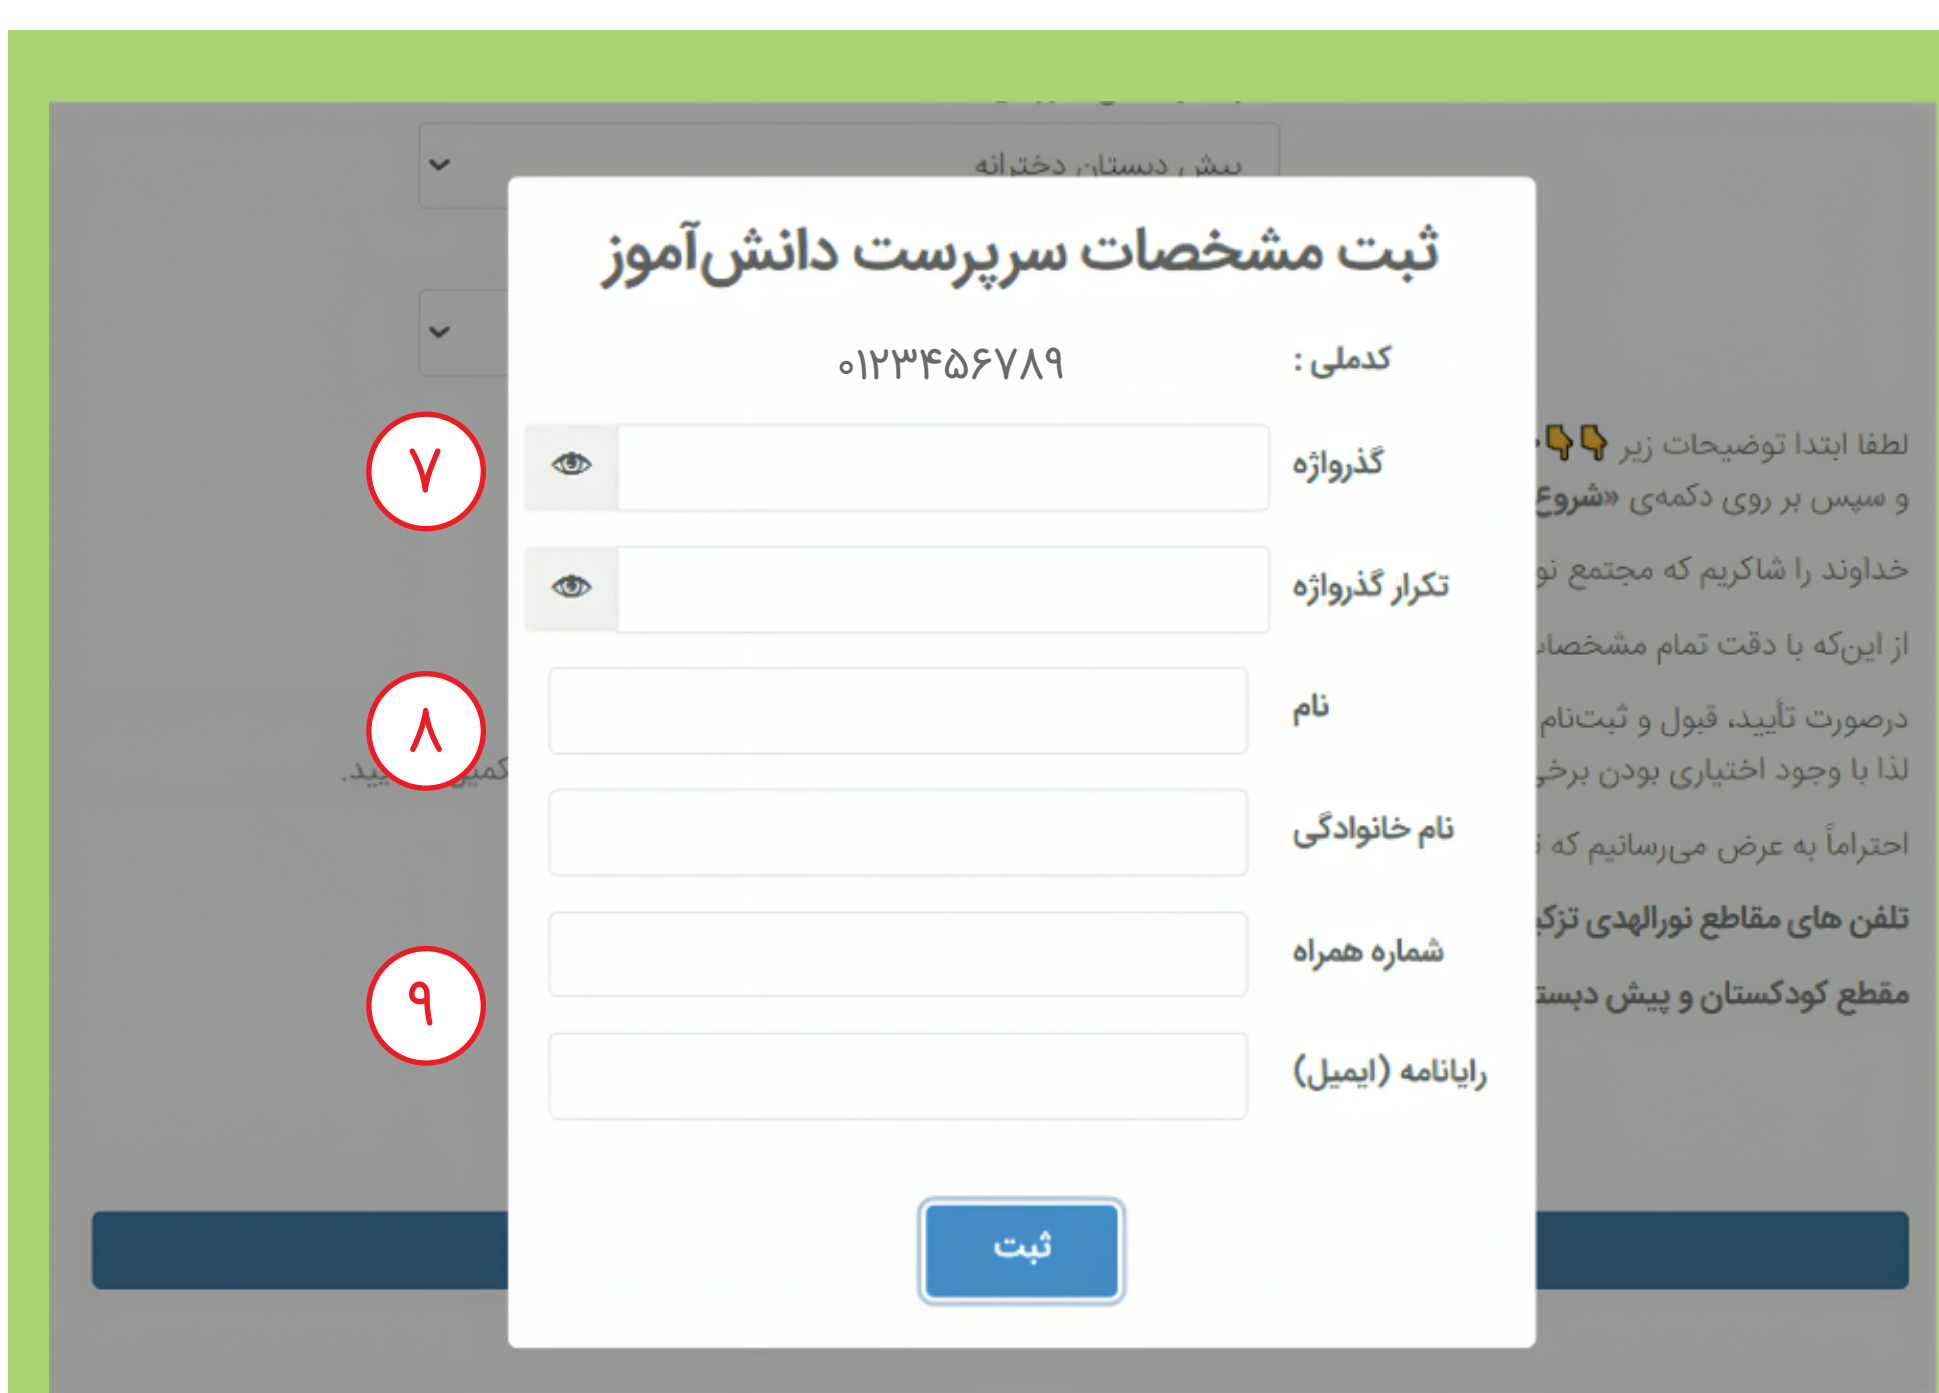 پیش دبستان دخترانه
ثبت مشخصات سرپرست دانش‌آموز
کدملی : ۰۱۲۳۴۵۶۷۸۹
گذرواژه
۷
تکرار گذرواژه
نام
۸
نام خانوادگی
شماره همراه
۹
رایانامه (ایمیل)
ثبت
لطفا ابتدا توضیحات زیر 👇👇
و سپس بر روی دکمه‌ی «شروع
خداوند را شاکریم که مجتمع نو
از این‌که با دقت تمام مشخصات
درصورت تأیید، قبول و ثبت‌نام
لذا با وجود اختیاری بودن برخی
احتراماً به عرض می‌رسانیم که
تلفن های مقاطع نورالهدی
مقطع کودکستان و پیش